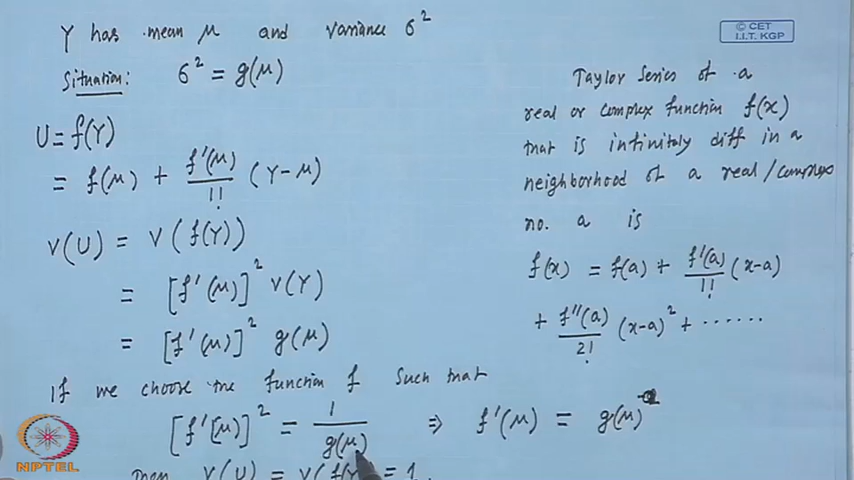 © CET
I.I.T. KGP
Y has mean μ and variance σ²
Situation: σ² = g(μ)
U = f(Y)
= f(μ) + f'(μ)/1! (Y-μ)
V(U) = V(f(Y))
= [f'(μ)]² V(Y)
= [f'(μ)]² g(μ)
If we choose the function f such that
[f'(μ)]² = 1/g(μ) ⇒ f'(μ) = g(μ)
Then V(U) = V(f(Y = 1.
Taylor Series of a
real or complex function f(x)
that is infinitely diff in a
neighborhood of a real/complex
no. a is
f(x) = f(a) + f'(a)/1! (x-a)
+ f''(a)/2! (x-a)² + ......
NPTEL